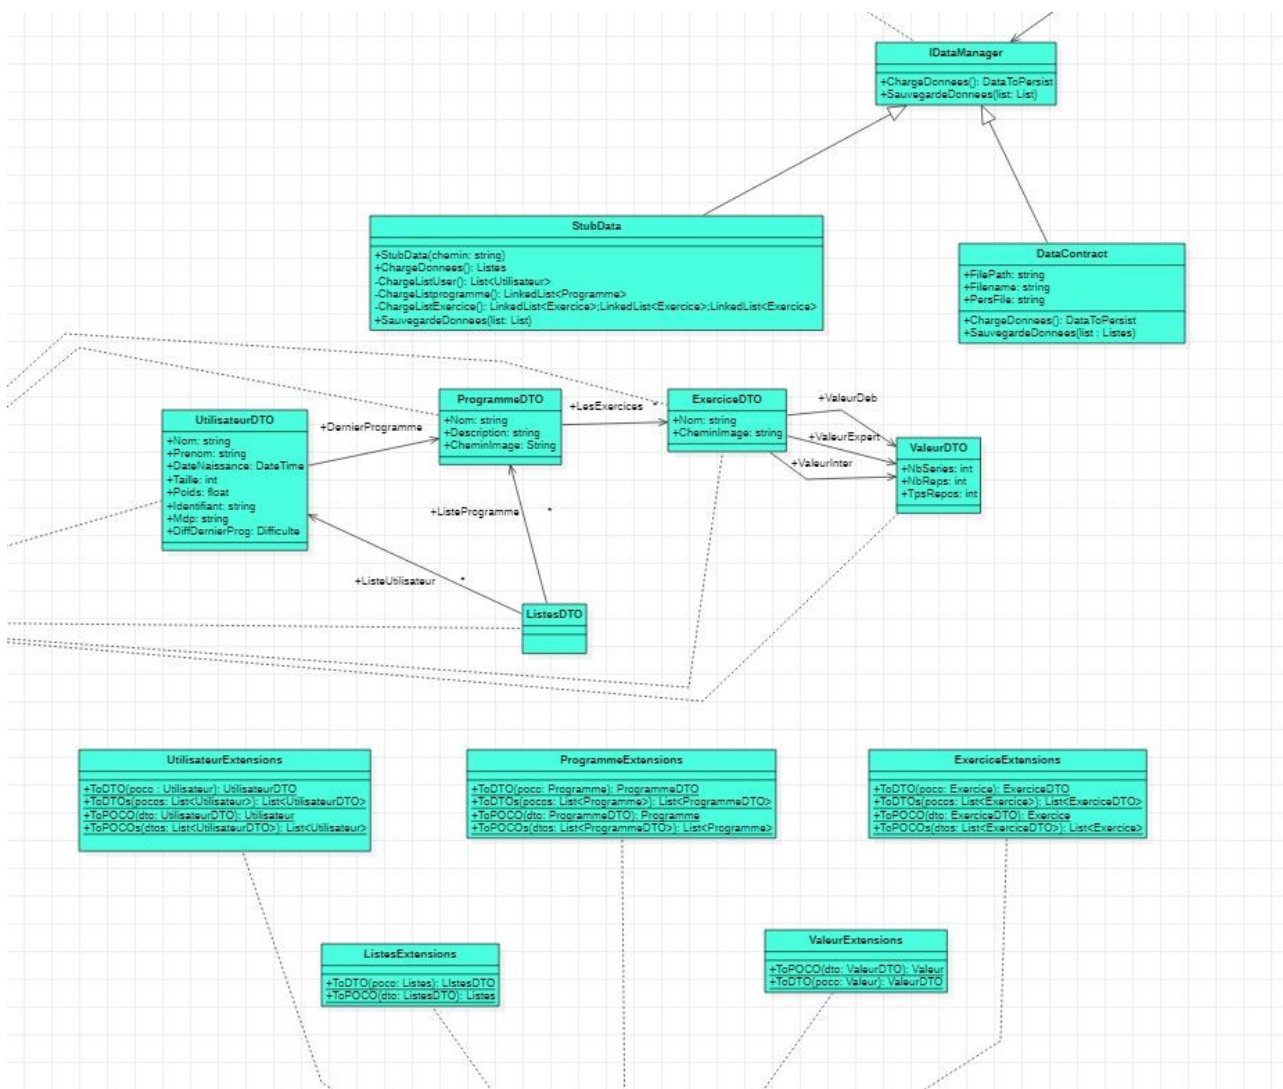 IDataManager
+ChargeDonnees(): DataToPersist
+SauvegardeDonnees(list: List)
StubData
+StubData(chemin: string)
+ChargeDonnees(): Listes
-ChargeListUser(): List<Utilisateur>
-ChargeListprogramme(): LinkedList<Programme>
-ChargeListExercice(): LinkedList<Exercice>;LinkedList<Exercice>;LinkedList<Exercice>
+SauvegardeDonnees(list: List)
DataContract
+FilePath: string
+Filename: string
+PersFile: string
+ChargeDonnees(): DataToPersist
+SauvegardeDonnees(list : Listes)
UtilisateurDTO
+Nom: string
+Prenom: string
+DateNaissance: DateTime
+Taille: int
+Poids: float
+Identifiant: string
+Mdp: string
+DiffDernierProg: Difficulte
+DernierProgramme
ProgrammeDTO
+Nom: string
+Description: string
+CheminImage: String
+LesExercices *
ExerciceDTO
+Nom: string
+CheminImage: string
+ValeurDeb
+ValeurExpert
+ValeurInter
ValeurDTO
+NbSeries: int
+NbReps: int
+TpsRepos: int
+ListeProgramme *
+ListeUtilisateur *
ListesDTO
UtilisateurExtensions
+ToDTO(poco : Utilisateur): UtilisateurDTO
+ToDTOs(pocos: List<Utilisateur>): List<UtilisateurDTO>
+ToPOCO(dto: UtilisateurDTO): Utilisateur
+ToPOCOs(dtos: List<UtilisateurDTO>): List<Utilisateur>
ProgrammeExtensions
+ToDTO(poco: Programme): ProgrammeDTO
+ToDTOs(pocos: List<Programme>): List<ProgrammeDTO>
+ToPOCO(dto: ProgrammeDTO): Programme
+ToPOCOs(dtos: List<ProgrammeDTO>): List<Programme>
ExerciceExtensions
+ToDTO(poco: Exercice): ExerciceDTO
+ToDTOs(pocos: List<Exercice>): List<ExerciceDTO>
+ToPOCO(dto: ExerciceDTO): Exercice
+ToPOCOs(dtos: List<ExerciceDTO>): List<Exercice>
ListesExtensions
+ToDTO(poco: Listes): LIstesDTO
+ToPOCO(dto: ListesDTO): Listes
ValeurExtensions
+ToPOCO(dto: ValeurDTO): Valeur
+ToDTO(poco: Valeur): ValeurDTO